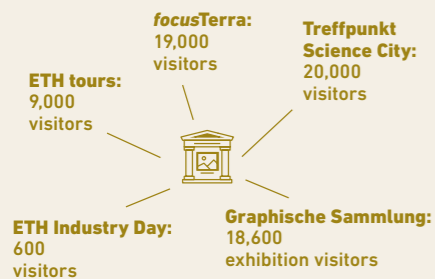 focusTerra:
19,000
visitors
Treffpunkt
Science City:
20,000
visitors
ETH tours:
9,000
visitors
ETH Industry Day:
600
visitors
Graphische Sammlung:
18,600
exhibition visitors